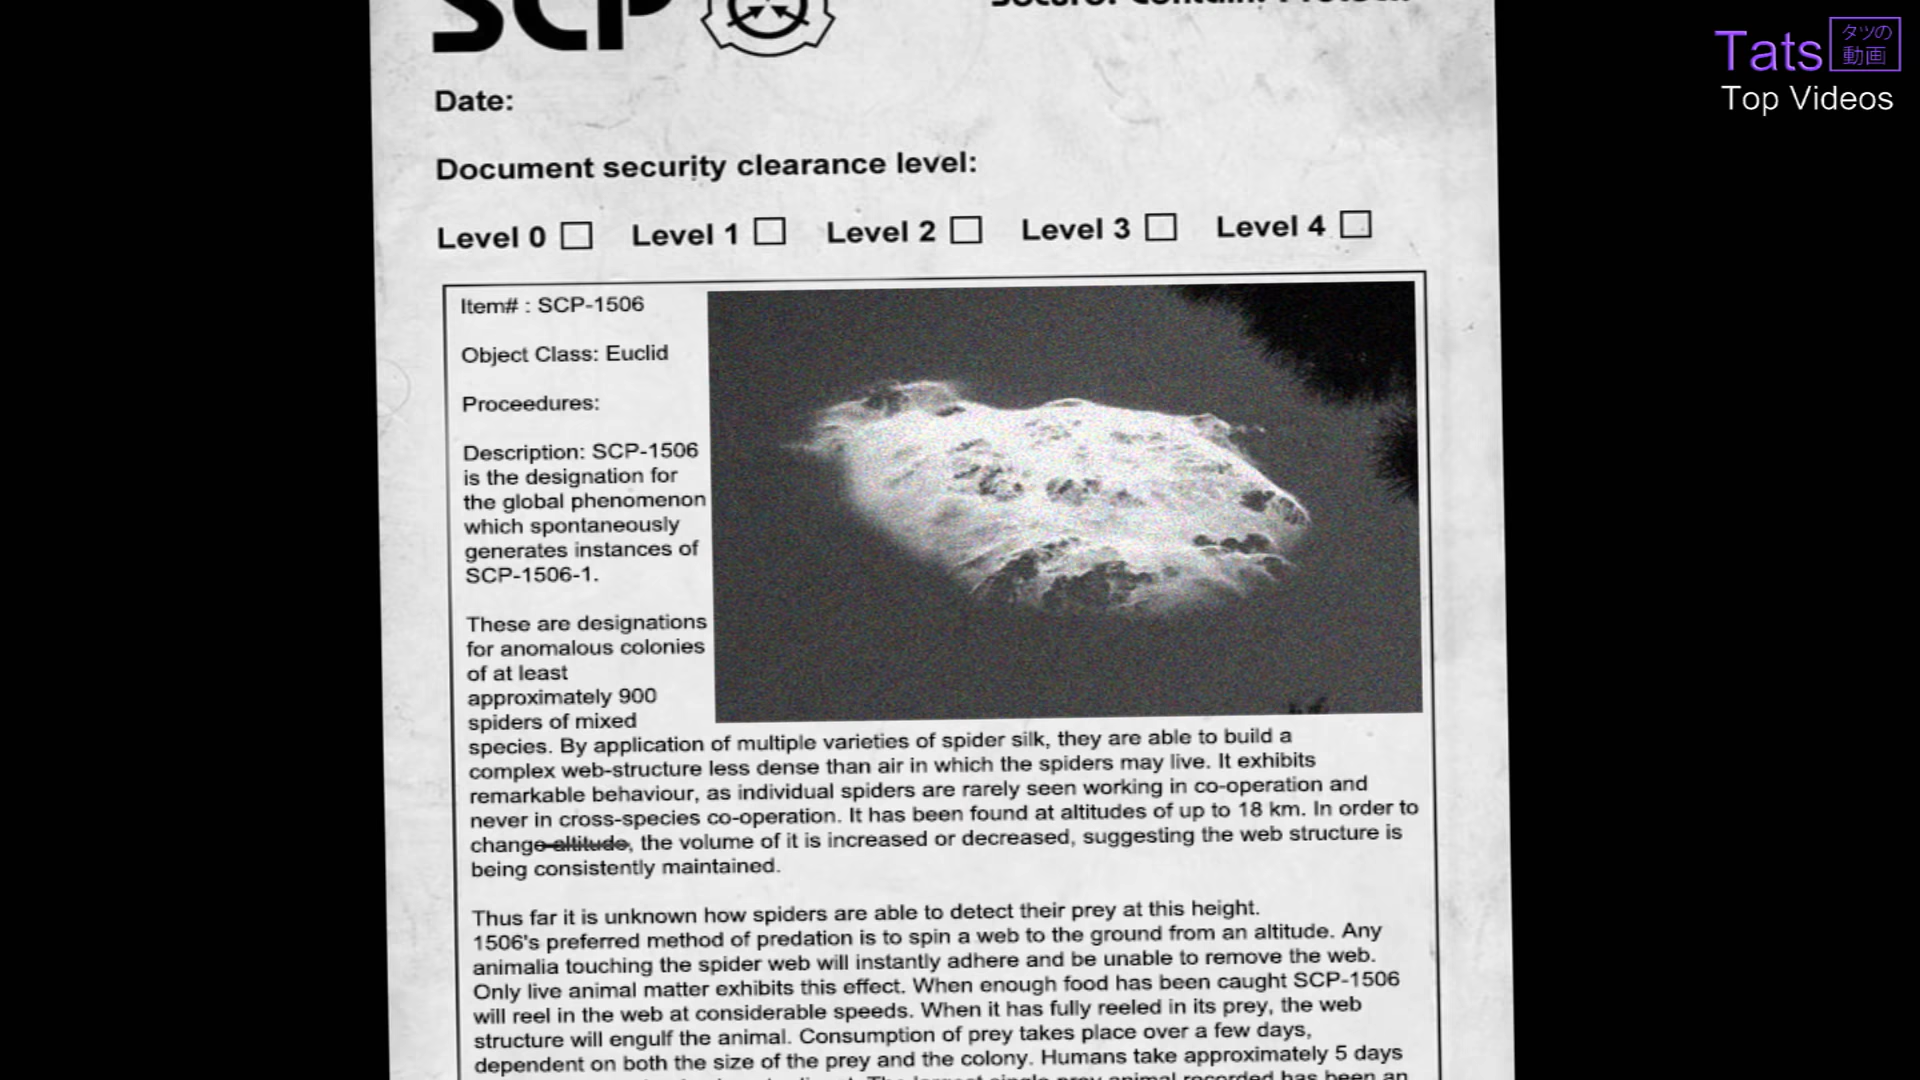 SCP
Secure. Contain. Protect.
Tats タツの動画
Top Videos
Date:
Document security clearance level:
Level 0 Level 1 Level 2 Level 3 Level 4
Item# : SCP-1506
Object Class: Euclid
Proceedures:
Description: SCP-1506
is the designation for
the global phenomenon
which spontaneously
generates instances of
SCP-1506-1.
These are designations
for anomalous colonies
of at least
approximately 900
spiders of mixed
species. By application of multiple varieties of spider silk, they are able to build a
complex web-structure less dense than air in which the spiders may live. It exhibits
remarkable behaviour, as individual spiders are rarely seen working in co-operation and
never in cross-species co-operation. It has been found at altitudes of up to 18 km. In order to
change altitude, the volume of it is increased or decreased, suggesting the web structure is
being consistently maintained.
Thus far it is unknown how spiders are able to detect their prey at this height.
1506's preferred method of predation is to spin a web to the ground from an altitude. Any
animalia touching the spider web will instantly adhere and be unable to remove the web.
Only live animal matter exhibits this effect. When enough food has been caught SCP-1506
will reel in the web at considerable speeds. When it has fully reeled in its prey, the web
structure will engulf the animal. Consumption of prey takes place over a few days,
dependent on both the size of the prey and the colony. Humans take approximately 5 days
The largest single prey animal recorded has been an